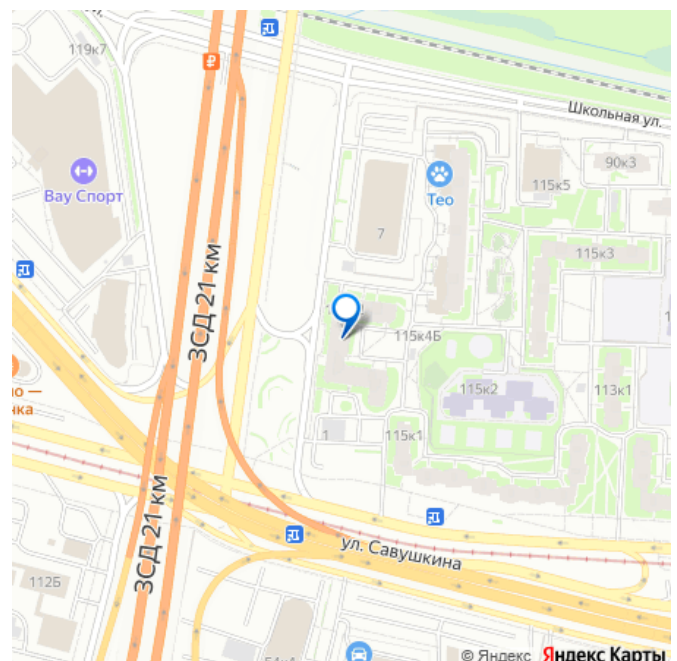 119к7
Школьная ул.
90к3
Вау Спорт
Тео
115к5
7
115к3
ЗСД 21 км
115к4Б
115к2
113к1
1
115к1
ЗСД 21 км
ул. Савушкина
112Б
© Яндекс Яндекс Карты